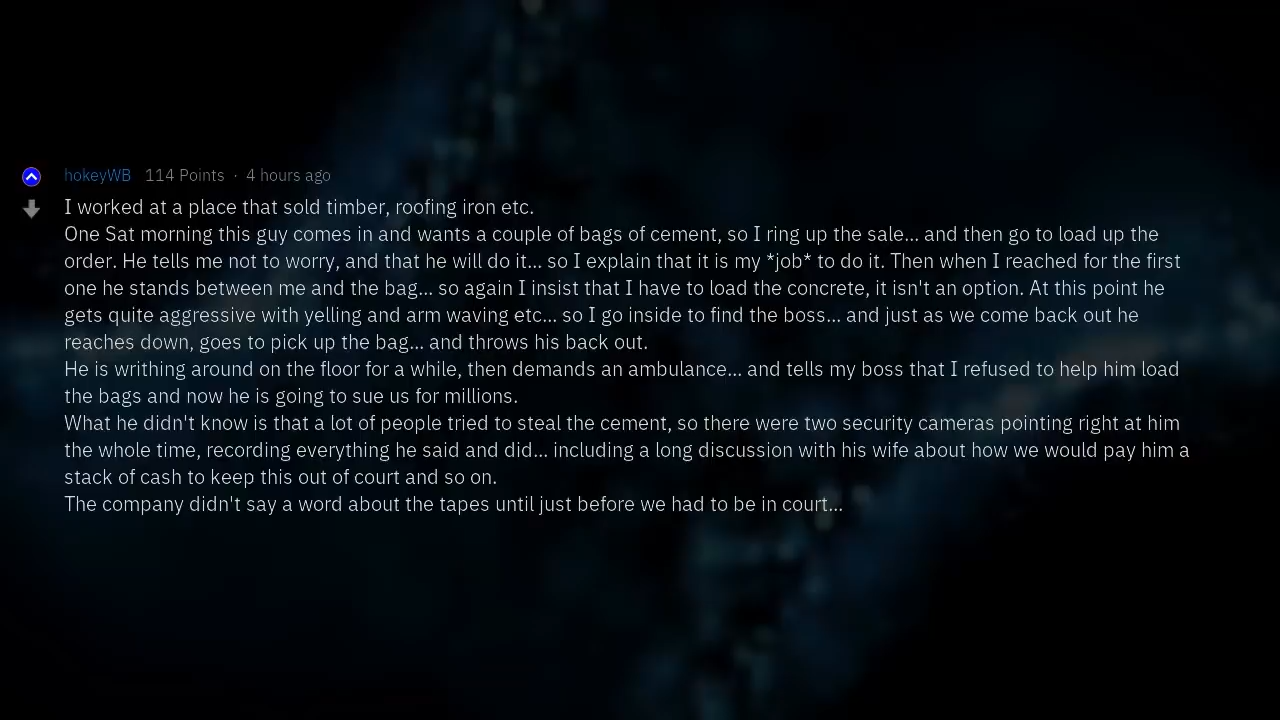 hokeyWB 114 Points · 4 hours ago
I worked at a place that sold timber, roofing iron etc.
One Sat morning this guy comes in and wants a couple of bags of cement, so I ring up the sale... and then go to load up the
order. He tells me not to worry, and that he will do it... so I explain that it is my *job* to do it. Then when I reached for the first
one he stands between me and the bag... so again I insist that I have to load the concrete, it isn't an option. At this point he
gets quite aggressive with yelling and arm waving etc... so I go inside to find the boss... and just as we come back out he
reaches down, goes to pick up the bag... and throws his back out.
He is writhing around on the floor for a while, then demands an ambulance... and tells my boss that I refused to help him load
the bags and now he is going to sue us for millions.
What he didn't know is that a lot of people tried to steal the cement, so there were two security cameras pointing right at him
the whole time, recording everything he said and did... including a long discussion with his wife about how we would pay him a
stack of cash to keep this out of court and so on.
The company didn't say a word about the tapes until just before we had to be in court...